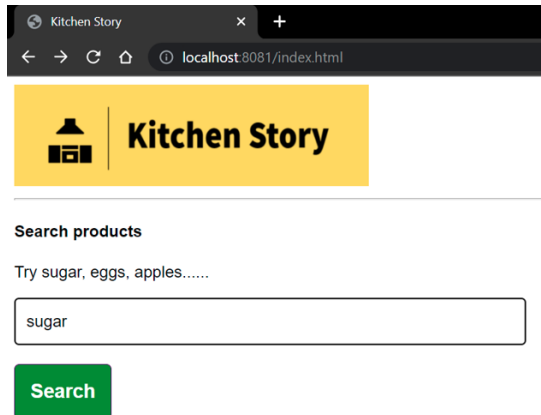 Kitchen Story
localhost:8081/index.html
Kitchen Story
Search products
Try sugar, eggs, apples......
sugar
Search